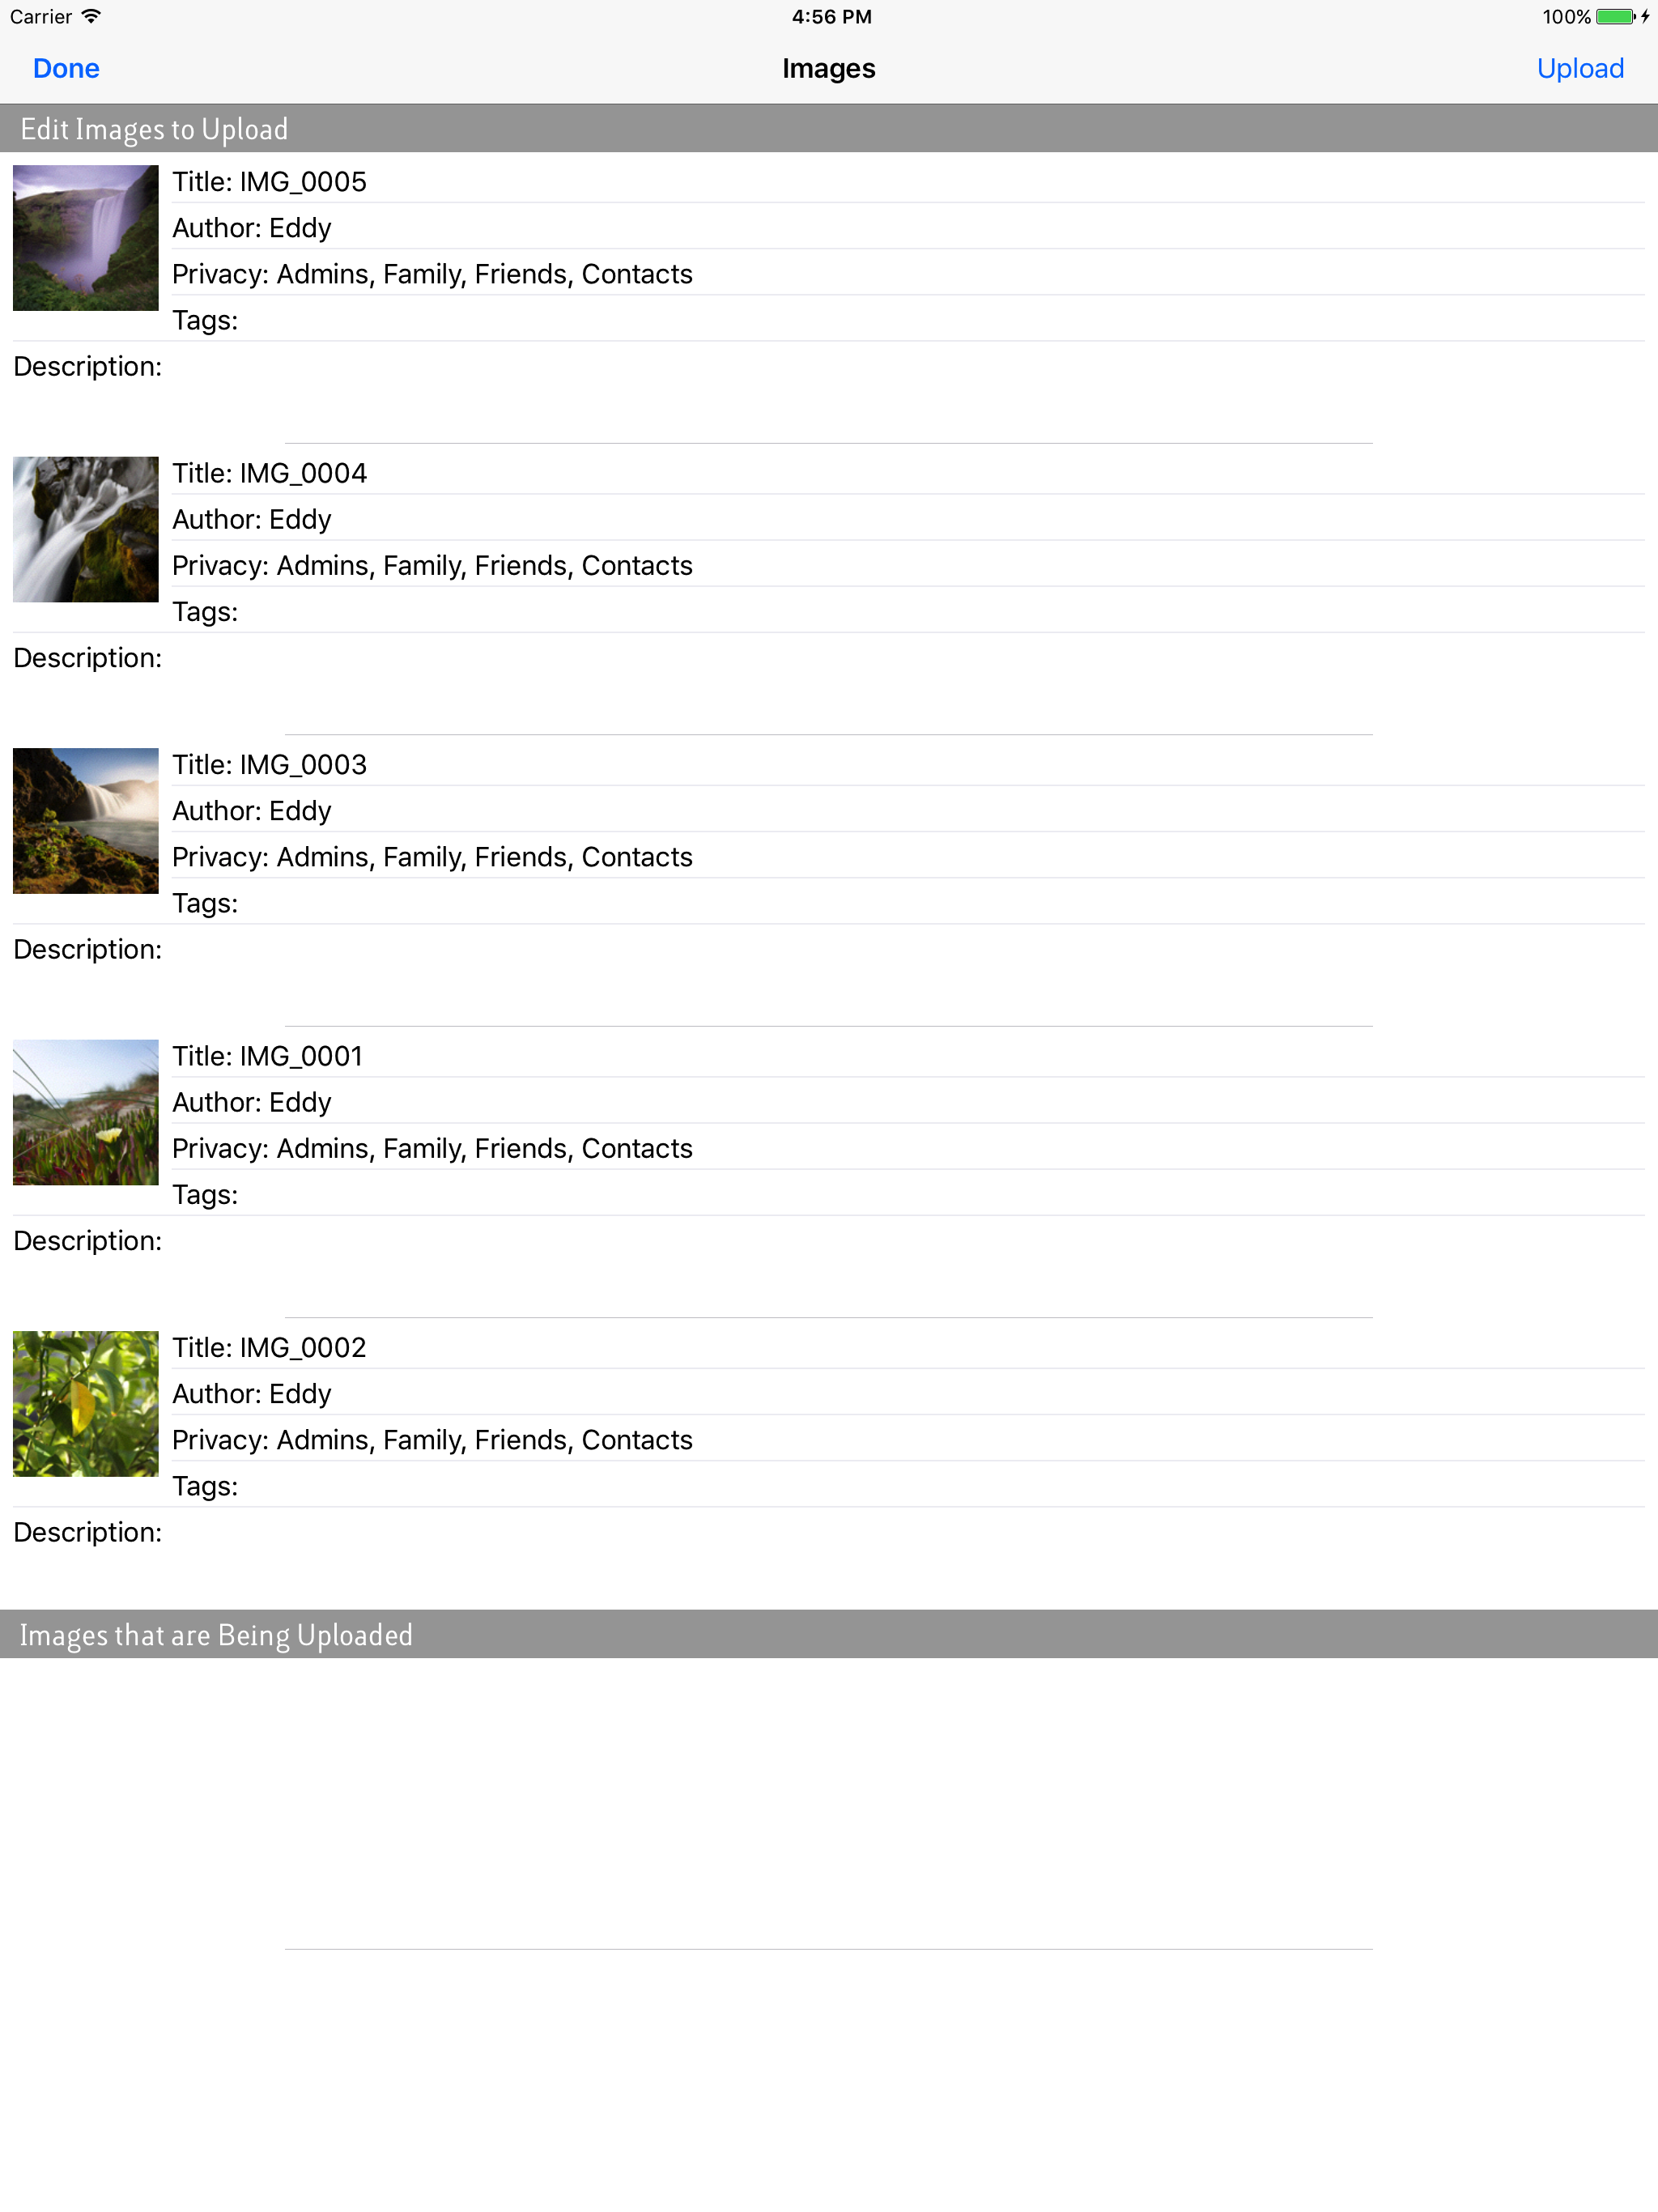 Carrier 4:56 PM 100%
Done Images Upload
Edit Images to Upload
Title: IMG_0005
Author: Eddy
Privacy: Admins, Family, Friends, Contacts
Tags:
Description:
Title: IMG_0004
Author: Eddy
Privacy: Admins, Family, Friends, Contacts
Tags:
Description:
Title: IMG_0003
Author: Eddy
Privacy: Admins, Family, Friends, Contacts
Tags:
Description:
Title: IMG_0001
Author: Eddy
Privacy: Admins, Family, Friends, Contacts
Tags:
Description:
Title: IMG_0002
Author: Eddy
Privacy: Admins, Family, Friends, Contacts
Tags:
Description:
Images that are Being Uploaded